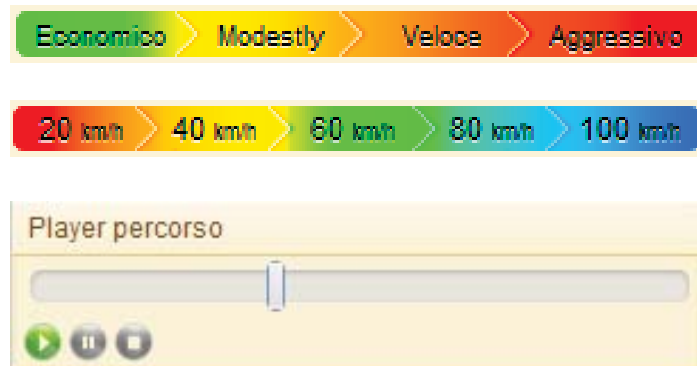 Economico Modestly Veloce Aggressivo
20 km/h 40 km/h 60 km/h 80 km/h 100 km/h
Player percorso